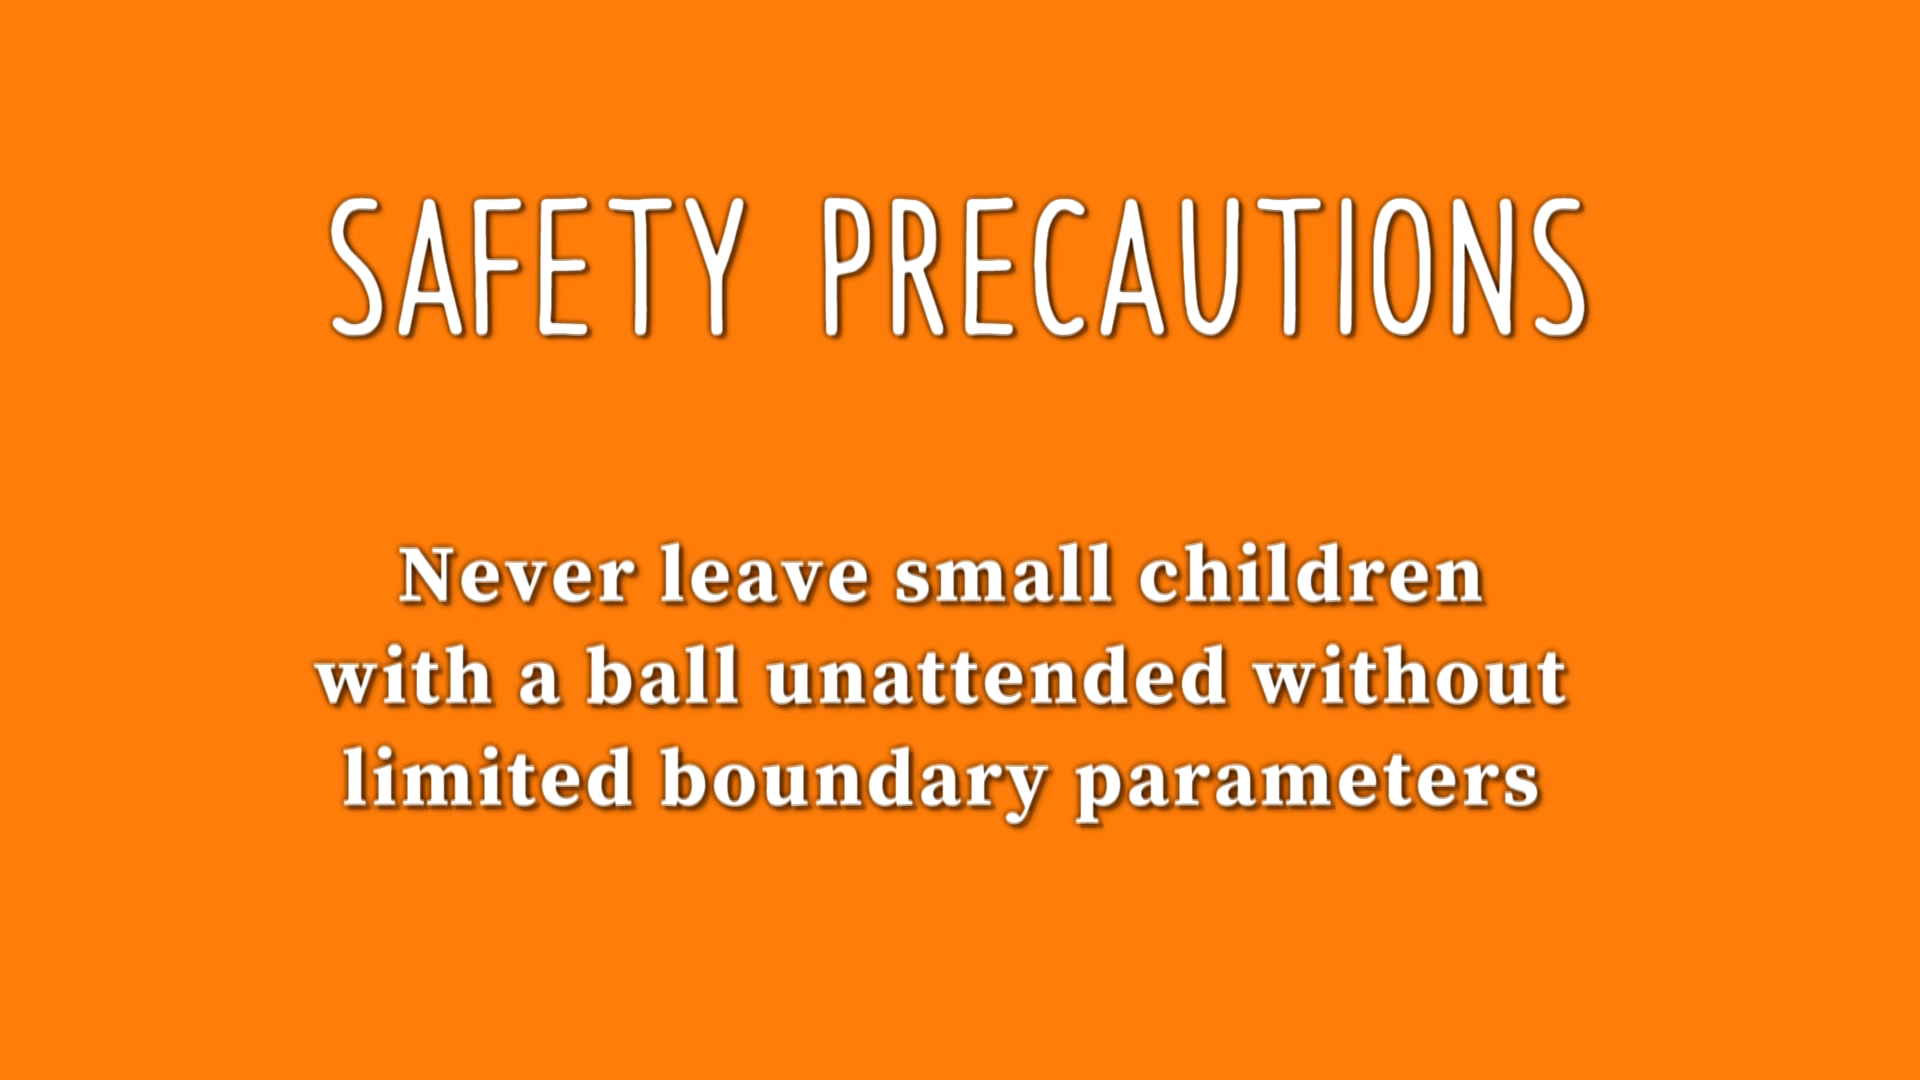 SAFETY PRECAUTIONS
Never leave small children
with a ball unattended without
limited boundary parameters